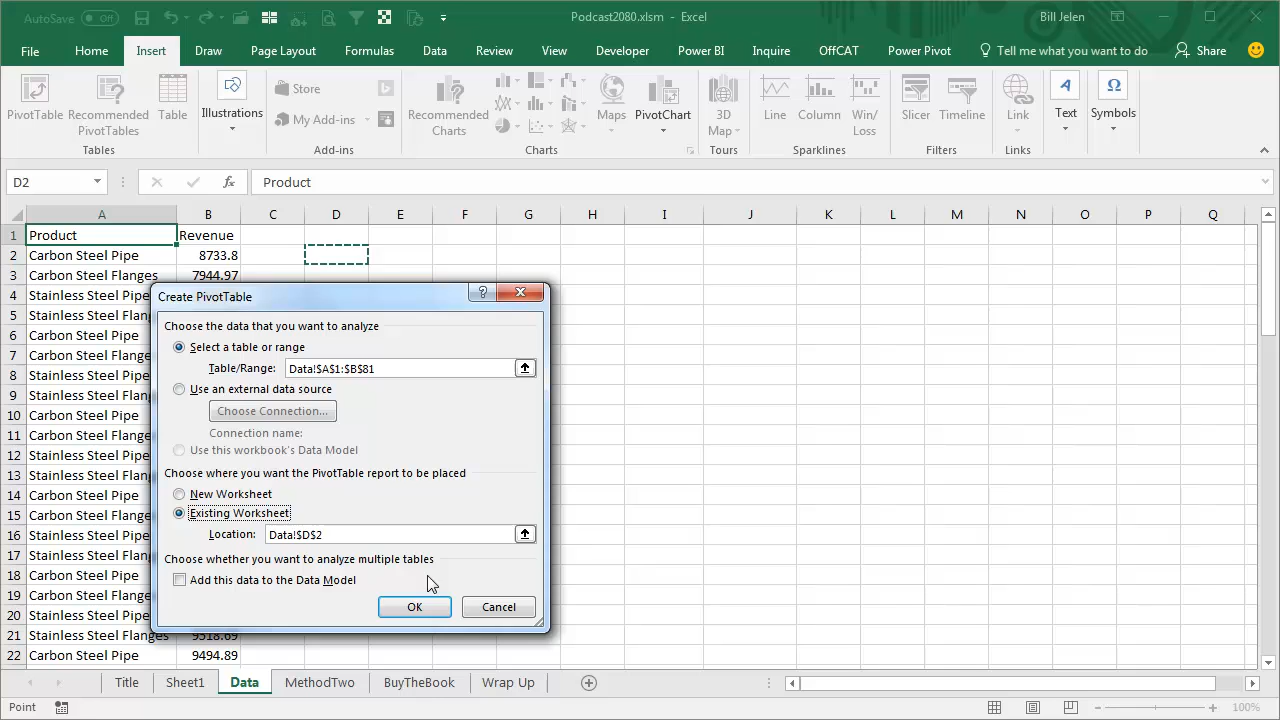 AutoSave Off
Podcast2080.xlsm - Excel
Bill Jelen
File Home Insert Draw Page Layout Formulas Data Review View Developer Power BI Inquire OffCAT Power Pivot Tell me what you want to do Share
PivotTable
Recommended PivotTables
Table
Tables
Illustrations
Store
My Add-ins
Add-ins
Recommended Charts
Maps
PivotChart
Charts
3D Map
Tours
Line
Column
Win/ Loss
Sparklines
Slicer
Timeline
Filters
Link
Links
Text
Symbols
D2
fx
Product
A B C D E F G H I J K L M N O P Q
1 Product Revenue
2 Carbon Steel Pipe 8733.8
3 Carbon Steel Flanges 7944.97
4 Stainless Steel Pipe
5 Stainless Steel Flang
6 Carbon Steel Pipe
7 Carbon Steel Flange
8 Stainless Steel Pipe
9 Stainless Steel Flang
10 Carbon Steel Pipe
11 Carbon Steel Flange
12 Stainless Steel Pipe
13 Stainless Steel Flang
14 Carbon Steel Pipe
15 Carbon Steel Flange
16 Stainless Steel Pipe
17 Stainless Steel Flang
18 Carbon Steel Pipe
19 Carbon Steel Flange
20 Stainless Steel Pipe
21 Stainless Steel Flanges 9518.69
22 Carbon Steel Pipe 9494.89
Create PivotTable
Choose the data that you want to analyze
Select a table or range
Table/Range: Data!$A$1:$B$81
Use an external data source
Choose Connection...
Connection name:
Use this workbook's Data Model
Choose where you want the PivotTable report to be placed
New Worksheet
Existing Worksheet
Location: Data!$D$2
Choose whether you want to analyze multiple tables
Add this data to the Data Model
OK
Cancel
Title Sheet1 Data MethodTwo BuyTheBook Wrap Up
Point
100%